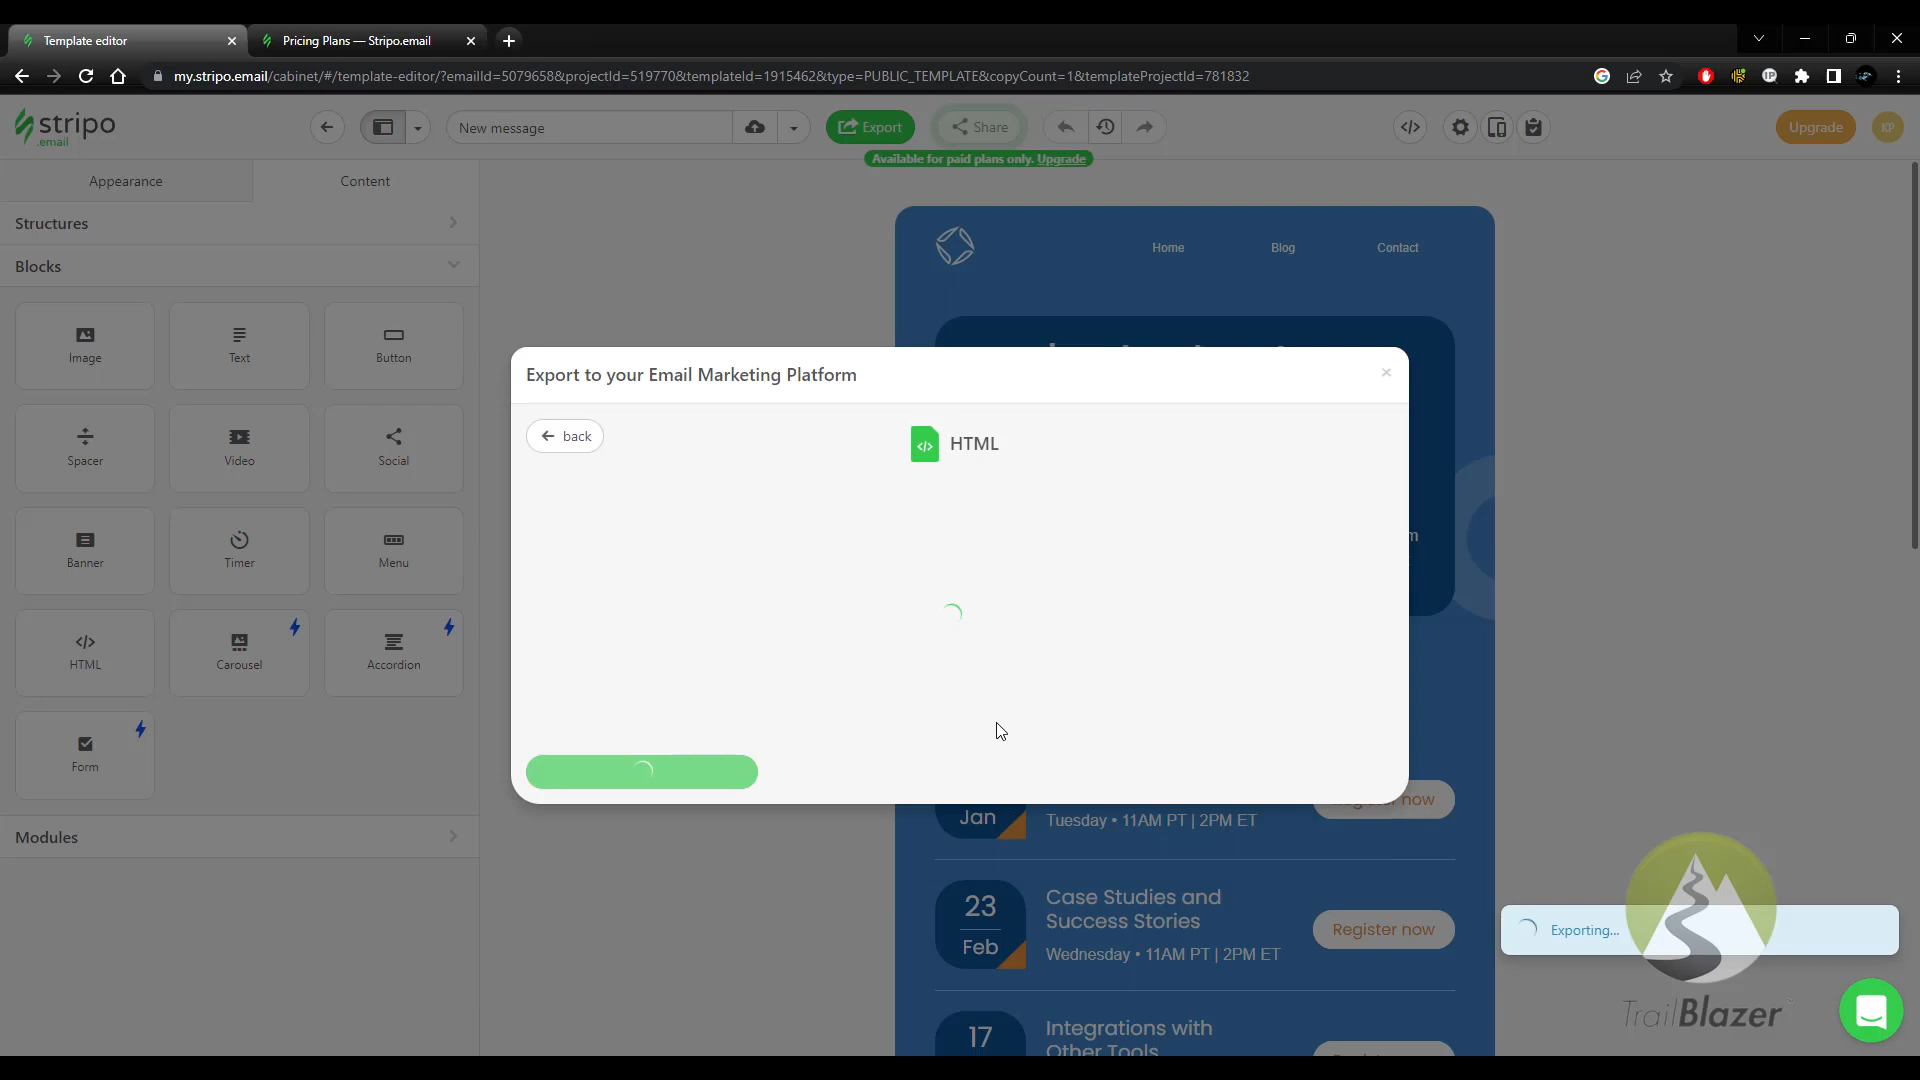 Template editor
Pricing Plans — Stripo.email
my.stripo.email/cabinet/#/template-editor/?emailId=5079658&projectId=519770&templateId=1915462&type=PUBLIC_TEMPLATE&copyCount=1&templateProjectId=781832
stripo
.email
New message
Export
Share
Upgrade
KP
Available for paid plans only. Upgrade
Appearance
Content
Structures
Blocks
Image
Text
Button
Spacer
Video
Social
Banner
Timer
Menu
HTML
Carousel
Accordion
Form
Modules
Home
Blog
Contact
Export to your Email Marketing Platform
back
HTML
Jan
Tuesday • 11AM PT | 2PM ET
now
23
Feb
Case Studies and
Success Stories
Wednesday • 11AM PT | 2PM ET
Register now
17
Integrations with
Other Tools
Exporting...
TrailBlazer